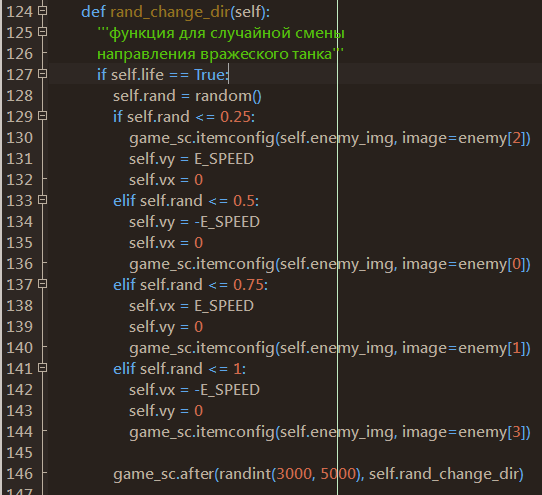 124 def rand_change_dir(self):
125 '''функция для случайной смены
126 направления вражеского танка'''
127 if self.life == True:
128 self.rand = random()
129 if self.rand <= 0.25:
130 game_sc.itemconfig(self.enemy_img, image=enemy[2])
131 self.vy = E_SPEED
132 self.vx = 0
133 elif self.rand <= 0.5:
134 self.vy = -E_SPEED
135 self.vx = 0
136 game_sc.itemconfig(self.enemy_img, image=enemy[0])
137 elif self.rand <= 0.75:
138 self.vx = E_SPEED
139 self.vy = 0
140 game_sc.itemconfig(self.enemy_img, image=enemy[1])
141 elif self.rand <= 1:
142 self.vx = -E_SPEED
143 self.vy = 0
144 game_sc.itemconfig(self.enemy_img, image=enemy[3])
145
146 game_sc.after(randint(3000, 5000), self.rand_change_dir)
147